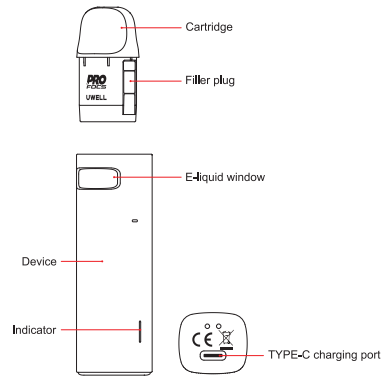 Cartridge
Filler plug
PRO
FOCS
UWELL
E-liquid window
Device
Indicator
CE
TYPE-C charging port